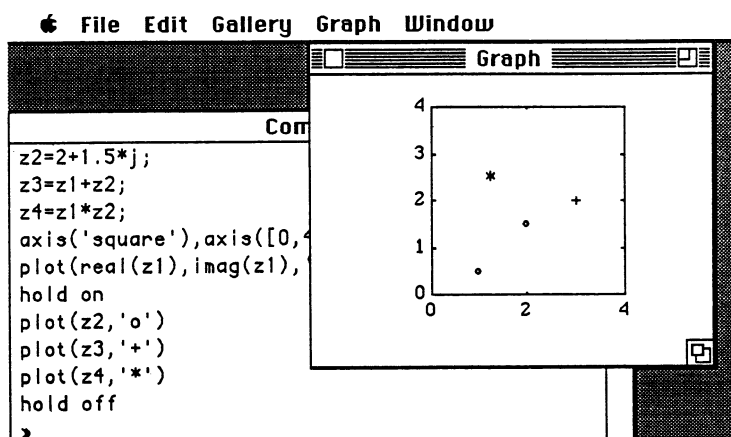 File Edit Gallery Graph Window
Graph
4
3
2
1
0
0 2 4
Com
z2=2+1.5*j;
z3=z1+z2;
z4=z1*z2;
axis('square'),axis([0,4
plot(real(z1),imag(z1),'
hold on
plot(z2,'o')
plot(z3,'+')
plot(z4,'*')
hold off
»